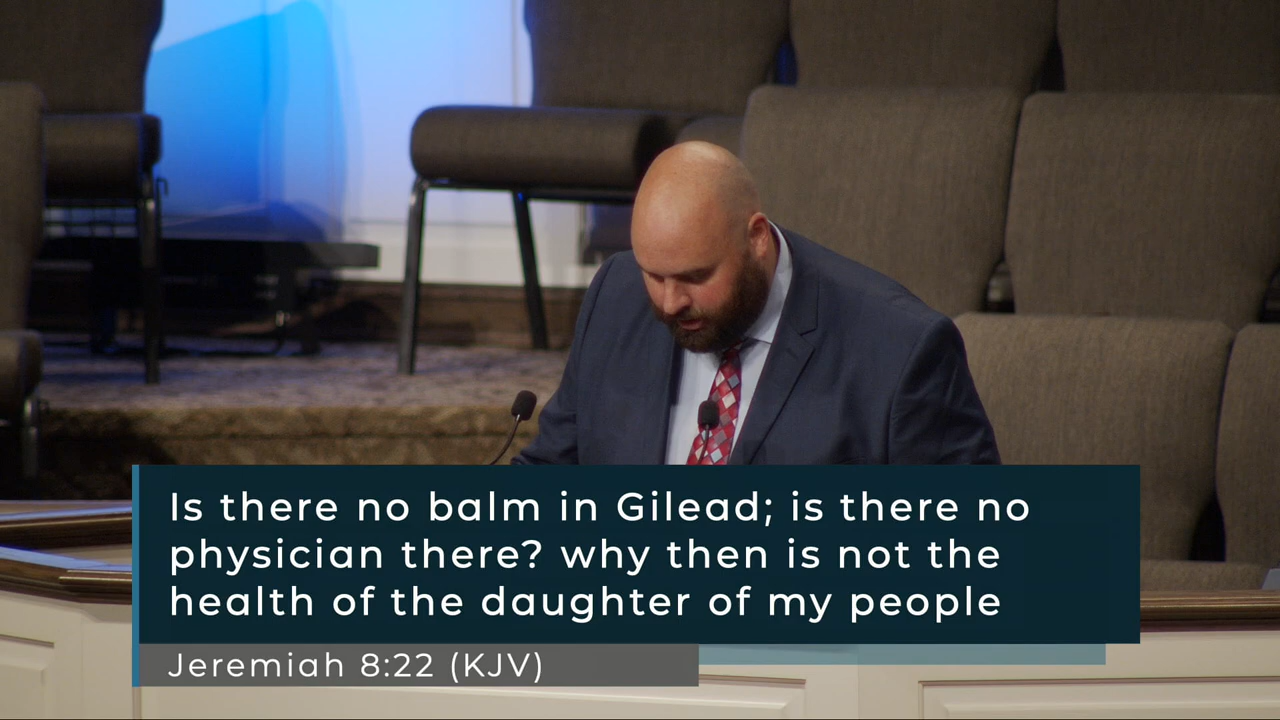 Is there no balm in Gilead; is there no
physician there? why then is not the
health of the daughter of my people
Jeremiah 8:22 (KJV)